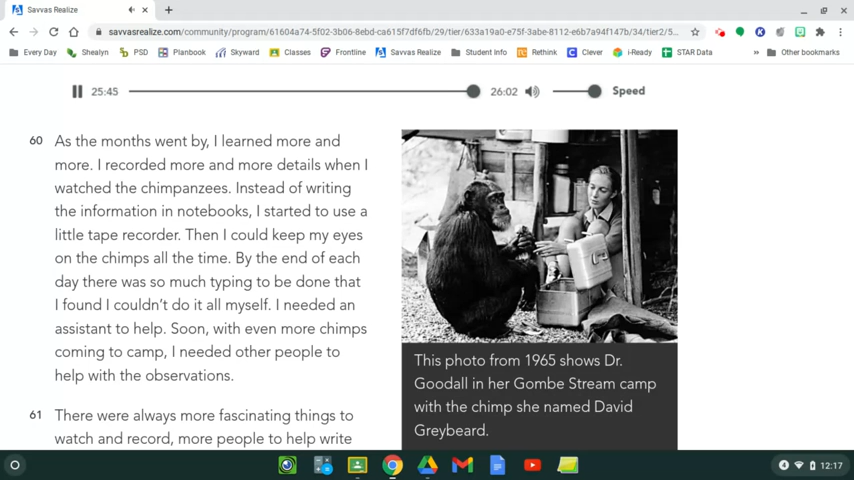 Savvas Realize
savvasrealize.com/community/program/61604a74-5f02-3b06-8ebd-ca615f7df6fb/29/tier/633a19a0-e75f-3abe-8112-e6b7a94f147b/34/tier2/5...
Every Day Shealyn PSD Planbook Skyward Classes Frontline Savvas Realize Student Info Rethink Clever i-Ready STAR Data » Other bookmarks
25:45 26:02 Speed
60 As the months went by, I learned more and
more. I recorded more and more details when I
watched the chimpanzees. Instead of writing
the information in notebooks, I started to use a
little tape recorder. Then I could keep my eyes
on the chimps all the time. By the end of each
day there was so much typing to be done that
I found I couldn't do it all myself. I needed an
assistant to help. Soon, with even more chimps
coming to camp, I needed other people to
help with the observations.
61 There were always more fascinating things to
watch and record, more people to help write
This photo from 1965 shows Dr.
Goodall in her Gombe Stream camp
with the chimp she named David
Greybeard.
4 12:17